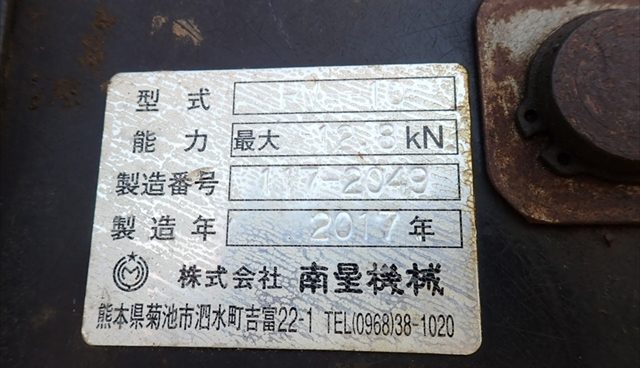 型式
能力 最大 12.8 kN
製造番号 117-2049
製造年 2017 年
株式会社 南星機械
熊本県菊池市泗水町吉富22-1 TEL(0968)38-1020